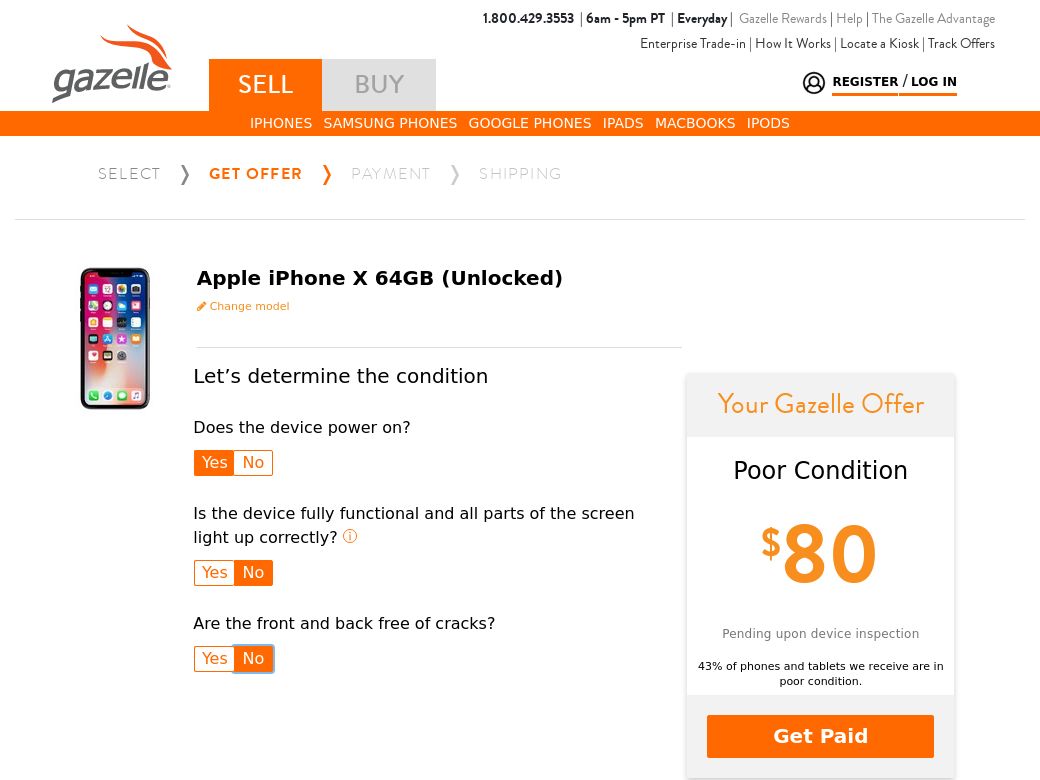 1.800.429.3553 | 6am - 5pm PT | Everyday | Gazelle Rewards | Help | The Gazelle Advantage
Enterprise Trade-in | How It Works | Locate a Kiosk | Track Offers
gazelle
SELL
BUY
REGISTER / LOG IN
IPHONES SAMSUNG PHONES GOOGLE PHONES IPADS MACBOOKS IPODS
SELECT ❭ GET OFFER ❭ PAYMENT ❭ SHIPPING
Apple iPhone X 64GB (Unlocked)
Change model
Let’s determine the condition
Does the device power on?
Yes No
Is the device fully functional and all parts of the screen
light up correctly?
Yes No
Are the front and back free of cracks?
Yes No
Your Gazelle Offer
Poor Condition
$80
Pending upon device inspection
43% of phones and tablets we receive are in
poor condition.
Get Paid